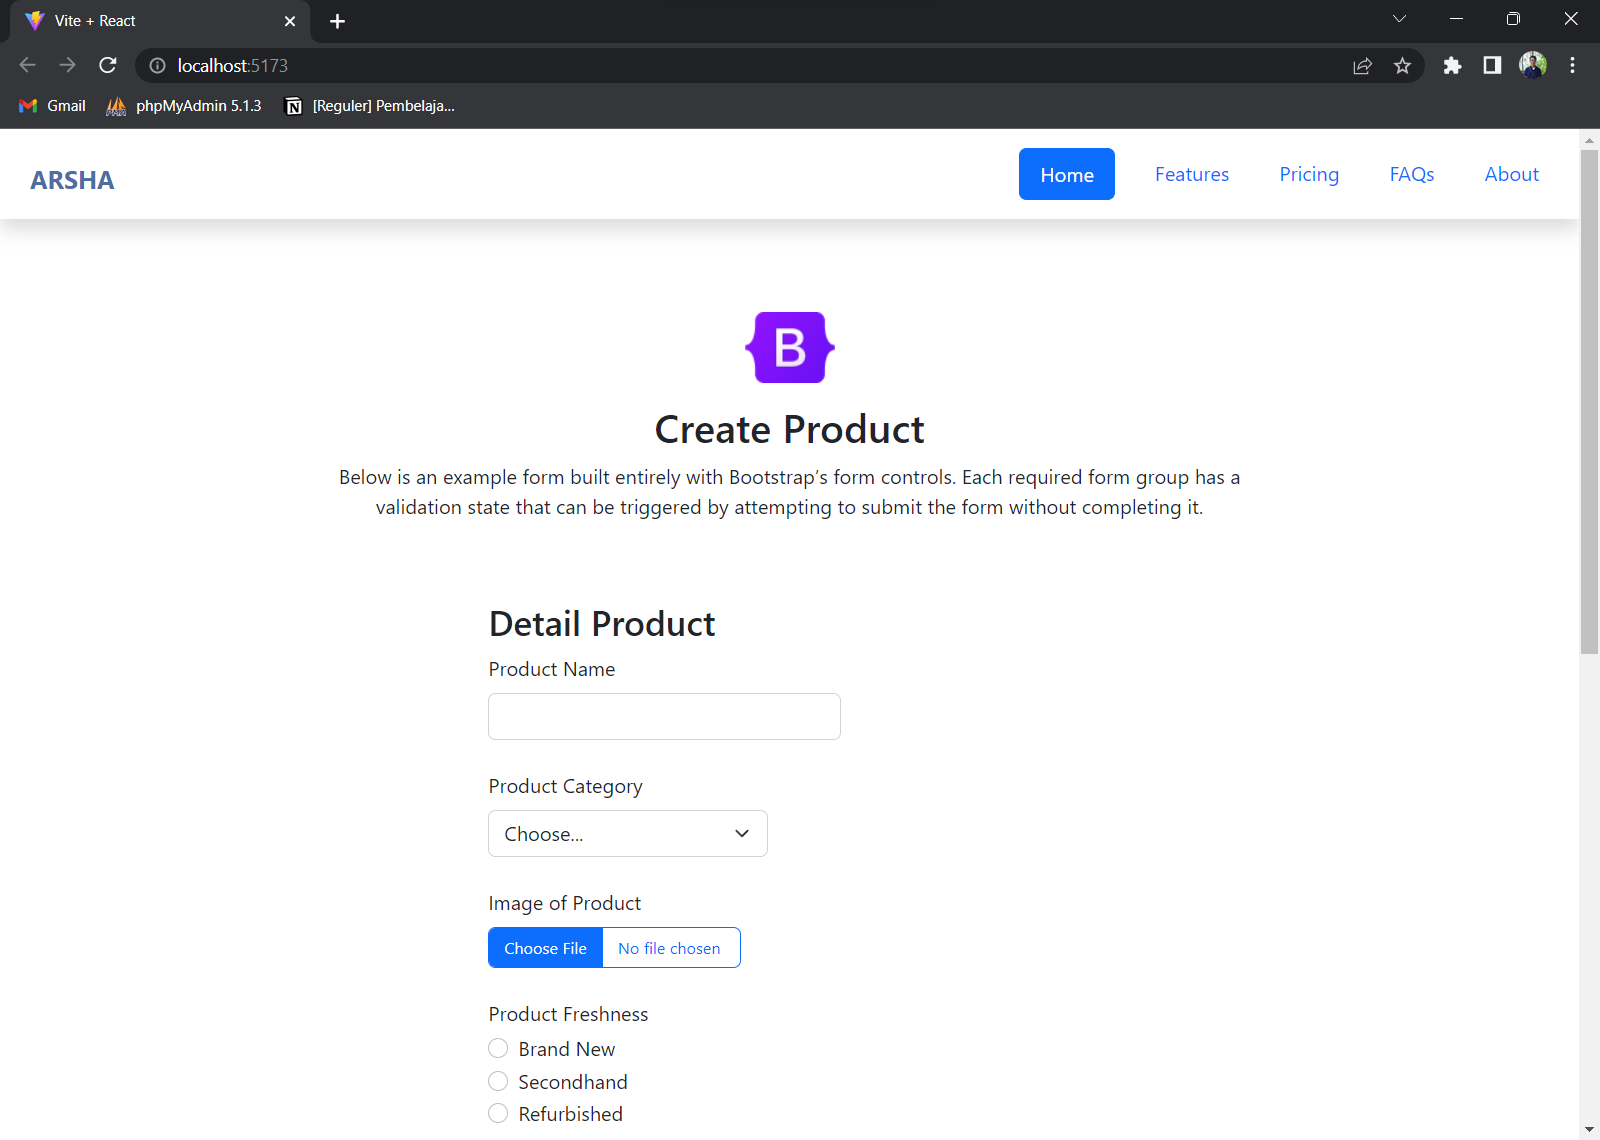 Vite + React
localhost:5173
Gmail
phpMyAdmin 5.1.3
[Reguler] Pembelaja...
ARSHA
Home
Features
Pricing
FAQs
About
B
Create Product
Below is an example form built entirely with Bootstrap’s form controls. Each required form group has a
validation state that can be triggered by attempting to submit the form without completing it.
Detail Product
Product Name
Product Category
Choose...
Image of Product
Choose File
No file chosen
Product Freshness
Brand New
Secondhand
Refurbished